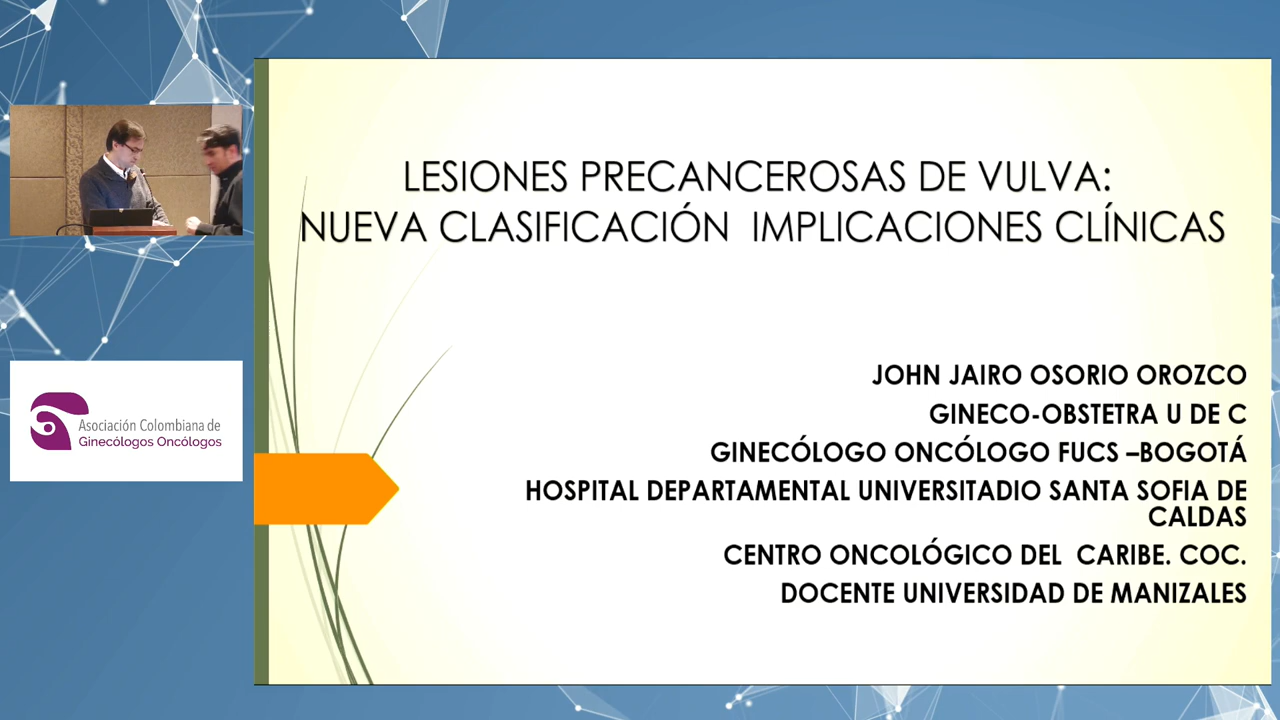 LESIONES PRECANCEROSAS DE VULVA:
NUEVA CLASIFICACIÓN IMPLICACIONES CLÍNICAS
JOHN JAIRO OSORIO OROZCO
GINECO-OBSTETRA U DE C
GINECÓLOGO ONCÓLOGO FUCS –BOGOTÁ
HOSPITAL DEPARTAMENTAL UNIVERSITADIO SANTA SOFIA DE
CALDAS
CENTRO ONCOLÓGICO DEL CARIBE. COC.
DOCENTE UNIVERSIDAD DE MANIZALES
Asociación Colombiana de
Ginecólogos Oncólogos